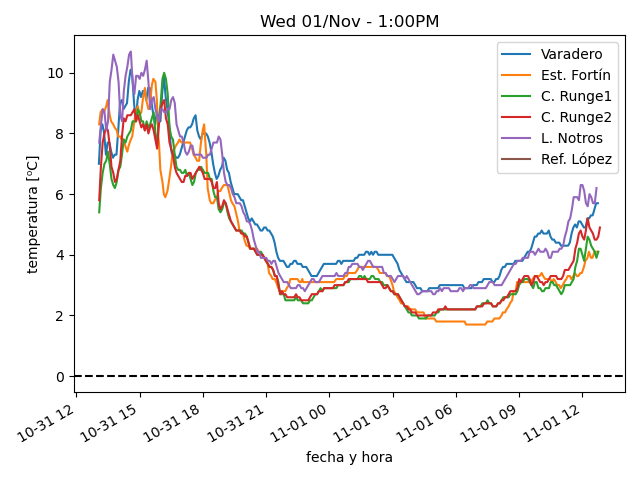 Wed 01/Nov - 1:00PM
temperatura [ºC]
10
8
6
4
2
0
Varadero
Est. Fortín
C. Runge1
C. Runge2
L. Notros
Ref. López
10-31 12
10-31 15
10-31 18
10-31 21
11-01 00
11-01 03
11-01 06
11-01 09
11-01 12
fecha y hora